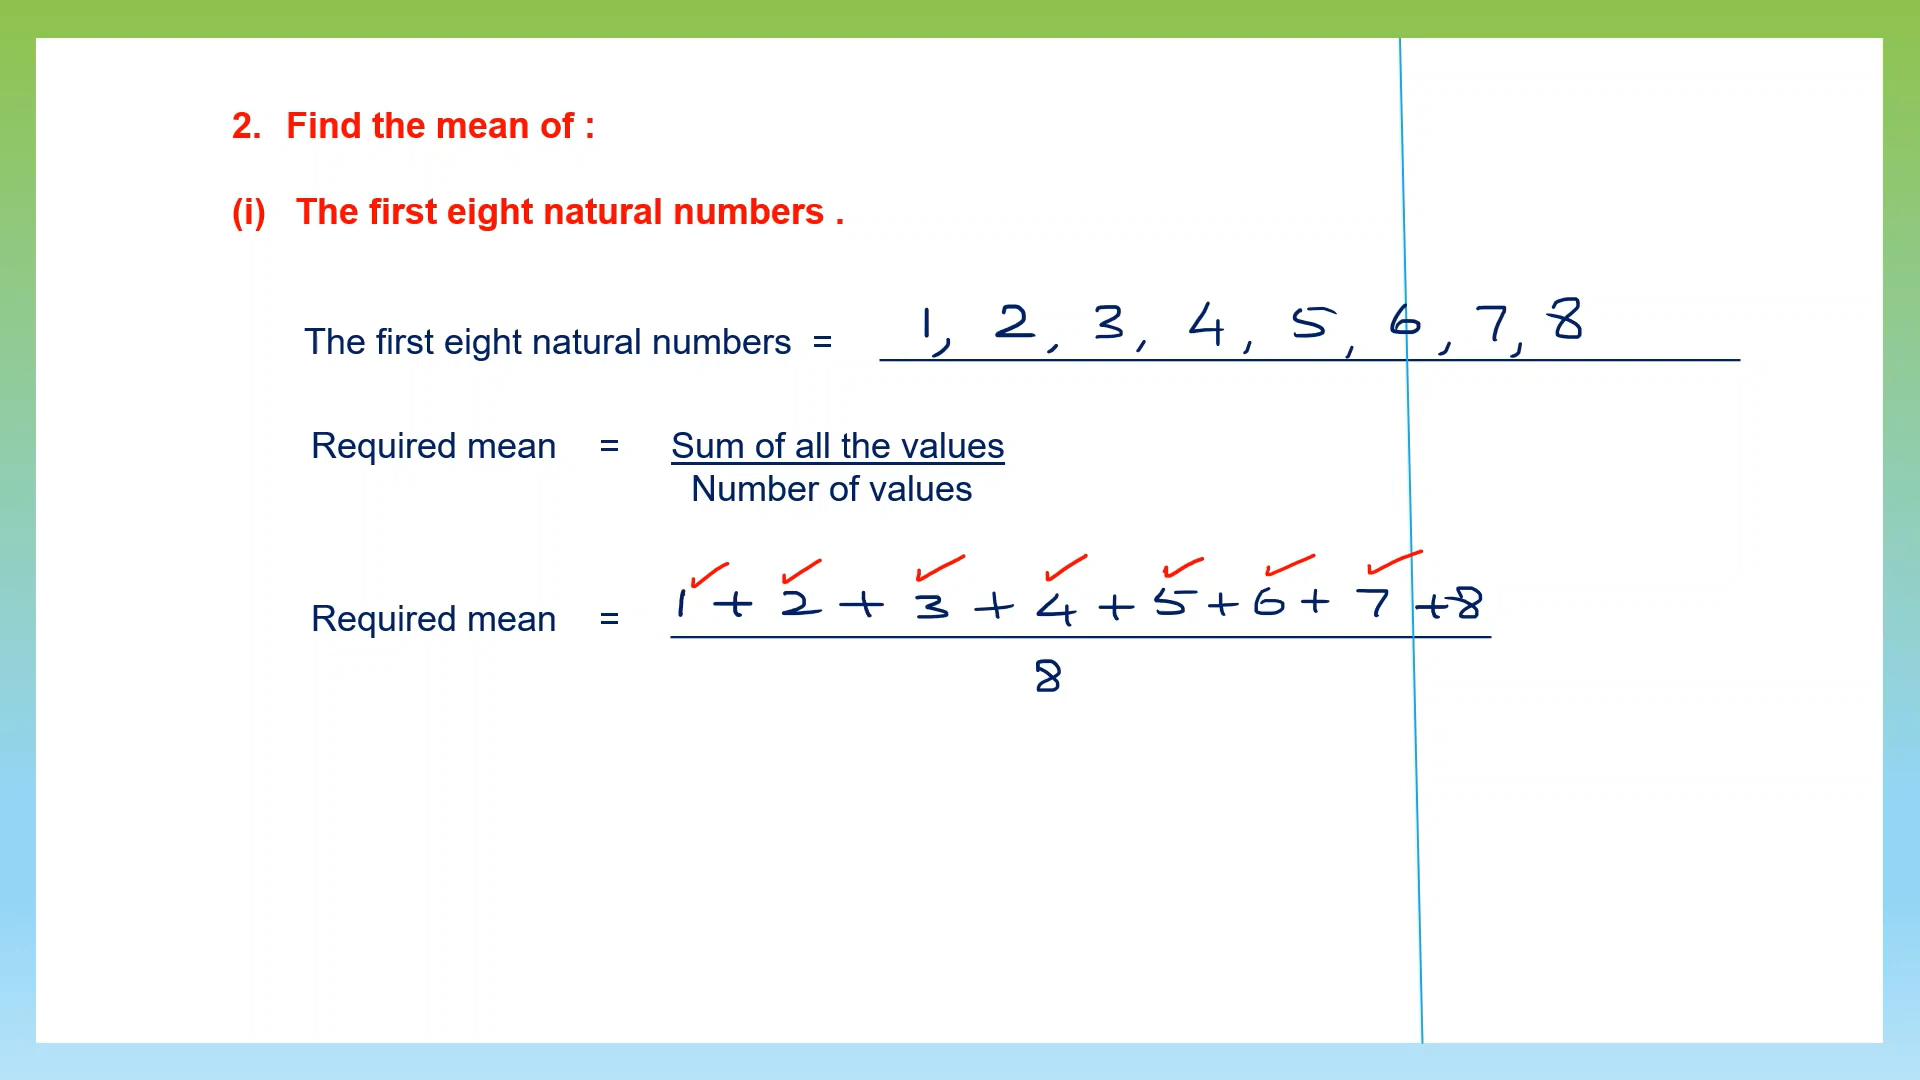 2. Find the mean of :
(i) The first eight natural numbers .
The first eight natural numbers = 1, 2, 3, 4, 5, 6, 7, 8
Required mean = Sum of all the values
Number of values
Required mean = 1 + 2 + 3 + 4 + 5 + 6 + 7 + 8
8